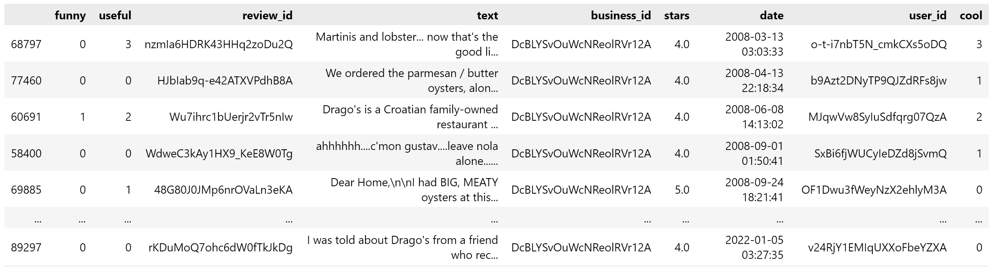 funny useful review_id text business_id stars date user_id cool
68797 0 3 nzmIa6HDRK43HHq2zoDu2Q Martinis and lobster... now that's the good li... DcBLYSvOuWcNReolRVr12A 4.0 2008-03-13 03:03:33 o-t-i7nbT5N_cmkCXs5oDQ 3
77460 0 0 HJbIab9q-e42ATXVPdhB8A We ordered the parmesan / butter oysters, alon... DcBLYSvOuWcNReolRVr12A 4.0 2008-04-13 22:18:34 b9Azt2DNyTP9QJZdRFs8jw 1
60691 1 2 Wu7ihrc1bUerjr2vTr5nIw Drago's is a Croatian family-owned restaurant ... DcBLYSvOuWcNReolRVr12A 4.0 2008-06-08 14:13:02 MJqwVw8SyIuSdfqrg07QzA 2
58400 0 0 WdweC3kAy1HX9_KeE8W0Tg ahhhhhh....c'mon gustav....leave nola alone...... DcBLYSvOuWcNReolRVr12A 4.0 2008-09-01 01:50:41 SxBi6fjWUCyIeDZd8jSvmQ 1
69885 0 1 48G80J0JMp6nrOVaLn3eKA Dear Home,\n\nI had BIG, MEATY oysters at this... DcBLYSvOuWcNReolRVr12A 5.0 2008-09-24 18:21:41 OF1Dwu3fWeyNzX2ehlyM3A 0
... ... ... ... ... ... ... ... ... ...
89297 0 0 rKDuMoQ7ohc6dW0fTkJkDg I was told about Drago's from a friend who rec... DcBLYSvOuWcNReolRVr12A 4.0 2022-01-05 03:27:35 v24RjY1EMIqUXXoFbeYZXA 0